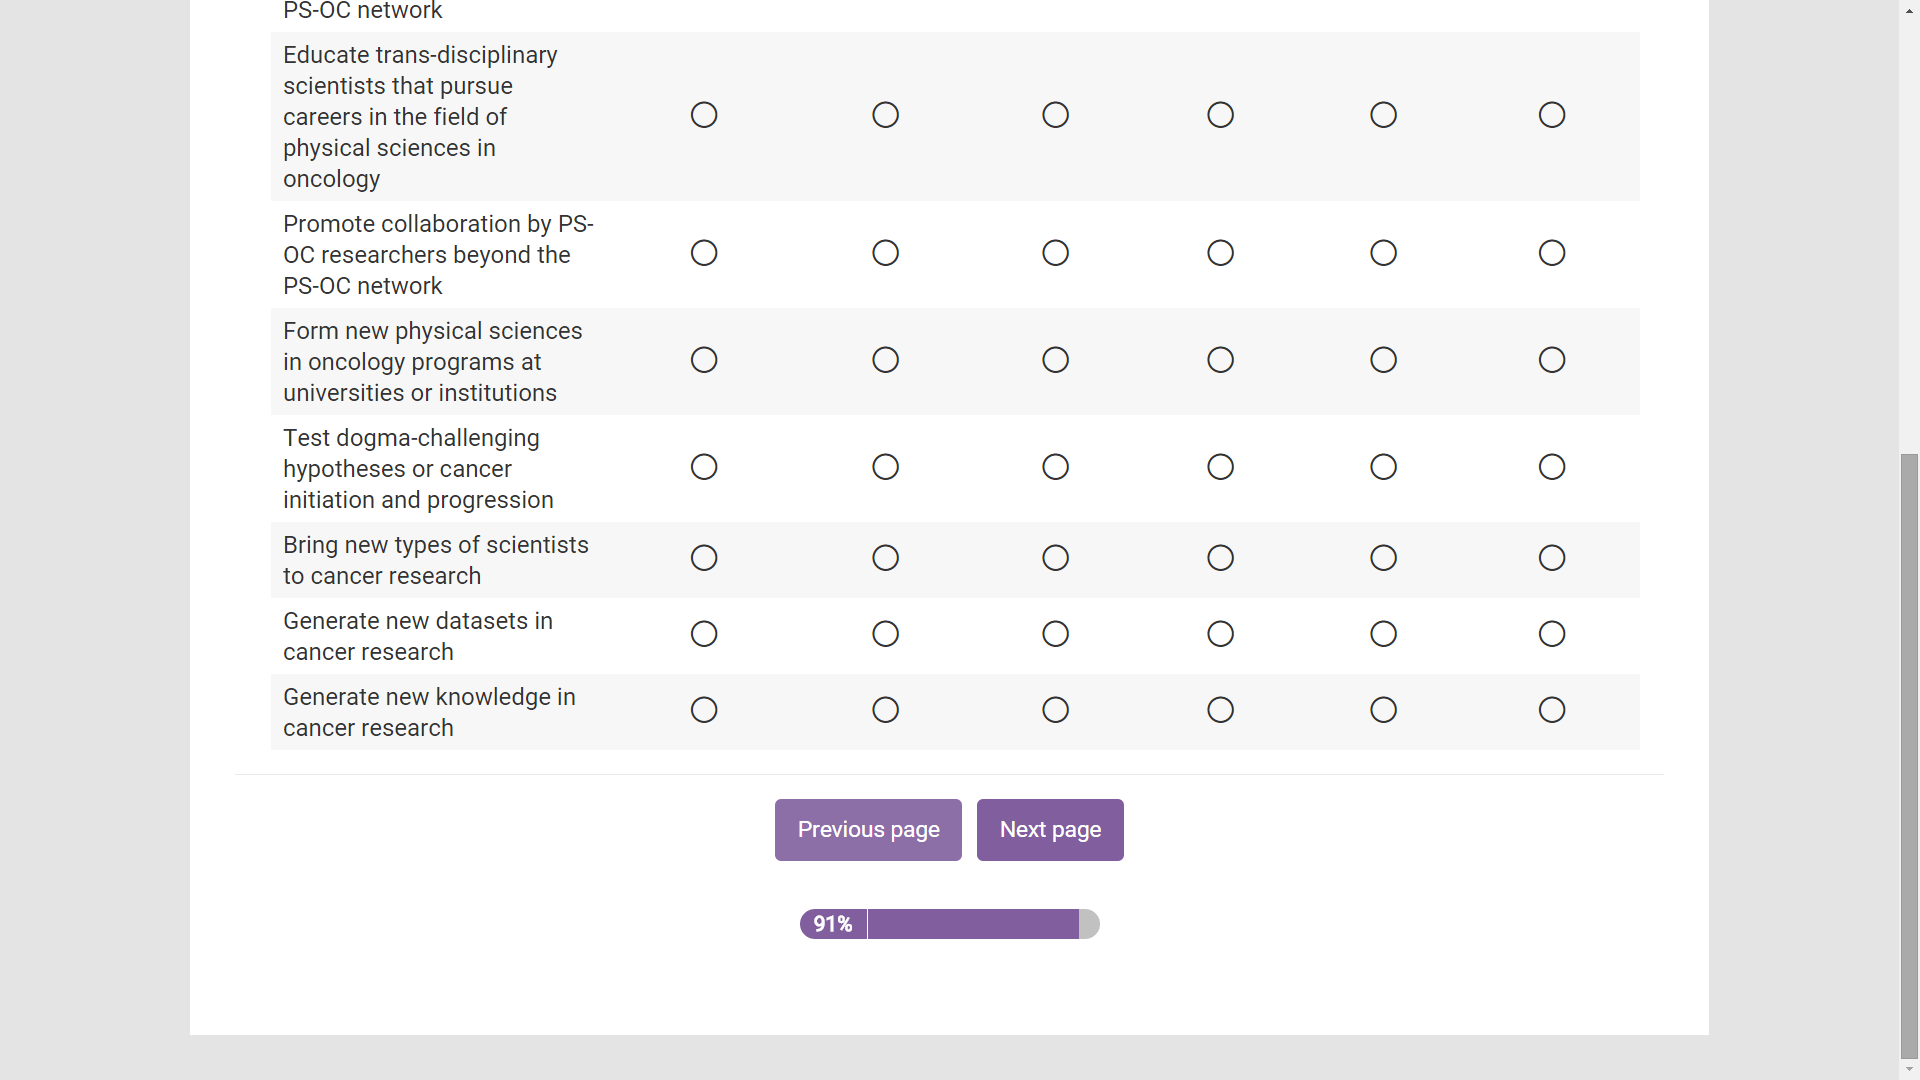 PS-OC network
Educate trans-disciplinary
scientists that pursue
careers in the field of
physical sciences in
oncology
Promote collaboration by PS-
OC researchers beyond the
PS-OC network
Form new physical sciences
in oncology programs at
universities or institutions
Test dogma-challenging
hypotheses or cancer
initiation and progression
Bring new types of scientists
to cancer research
Generate new datasets in
cancer research
Generate new knowledge in
cancer research
Previous page
Next page
91%